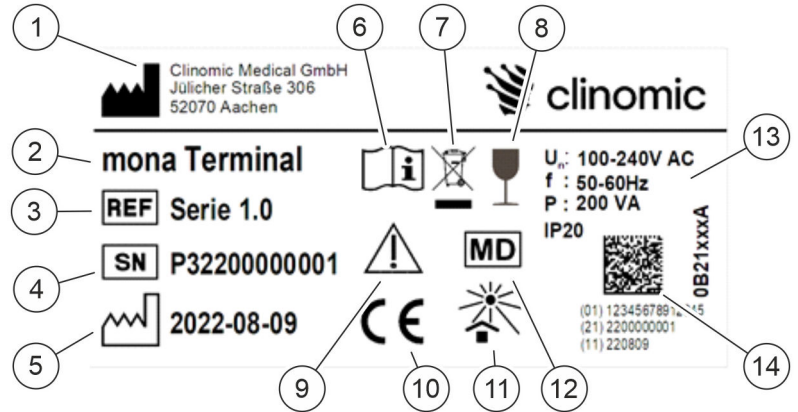 1
6
7
8
Clinomic Medical GmbH
Jülicher Straße 306
52070 Aachen
clinomic
13
2
mona Terminal
i
Un: 100-240V AC
f : 50-60Hz
P : 200 VA
IP20
3
REF Serie 1.0
4
SN P32200000001
MD
0B21xxxA
5
2022-08-09
CE
(21) 2200000001
(11) 220809
9
10
11
12
14